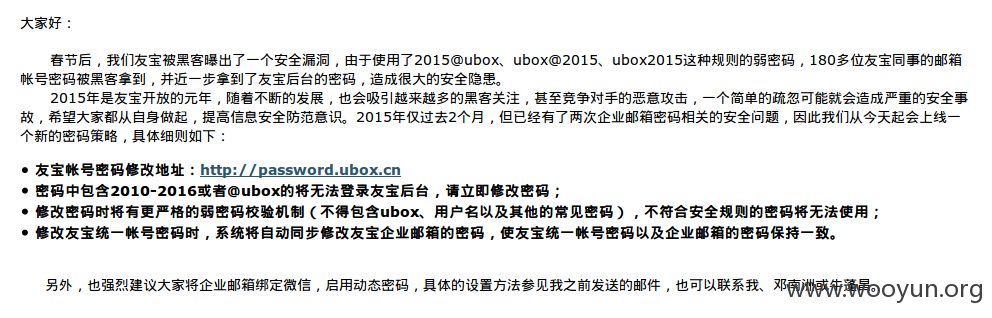 大家好：
春节后，我们友宝被黑客曝出了一个安全漏洞，由于使用了2015@ubox、ubox@2015、ubox2015这种规则的弱密码，180多位友宝同事的邮箱
帐号密码被黑客拿到，并近一步拿到了友宝后台的密码，造成很大的安全隐患。
2015年是友宝开放的元年，随着不断的发展，也会吸引越来越多的黑客关注，甚至竞争对手的恶意攻击，一个简单的疏忽可能就会造成严重的安全事
故，希望大家都从自身做起，提高信息安全防范意识。2015年仅过去2个月，但已经有了两次企业邮箱密码相关的安全问题，因此我们从今天起会上线一
个新的密码策略，具体细则如下：
• 友宝帐号密码修改地址：http://password.ubox.cn
• 密码中包含2010-2016或者@ubox的将无法登录友宝后台，请立即修改密码；
• 修改密码时将有更严格的弱密码校验机制（不得包含ubox、用户名以及其他的常见密码），不符合安全规则的密码将无法使用；
• 修改友宝统一帐号密码时，系统将自动同步修改友宝企业邮箱的密码，使友宝统一帐号密码以及企业邮箱的密码保持一致。
另外，也强烈建议大家将企业邮箱绑定微信，启用动态密码，具体的设置方法参见我之前发送的邮件，也可以联系我、邓南洲或
www.wooyun.org